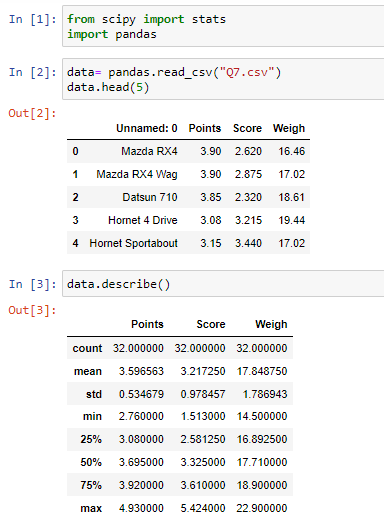 In [1]: from scipy import stats
import pandas
In [2]: data= pandas.read_csv("Q7.csv")
data.head(5)
Out[2]:
Unnamed: 0 Points Score Weigh
0 Mazda RX4 3.90 2.620 16.46
1 Mazda RX4 Wag 3.90 2.875 17.02
2 Datsun 710 3.85 2.320 18.61
3 Hornet 4 Drive 3.08 3.215 19.44
4 Hornet Sportabout 3.15 3.440 17.02
In [3]: data.describe()
Out[3]:
Points Score Weigh
count 32.000000 32.000000 32.000000
mean 3.596563 3.217250 17.848750
std 0.534679 0.978457 1.786943
min 2.760000 1.513000 14.500000
25% 3.080000 2.581250 16.892500
50% 3.695000 3.325000 17.710000
75% 3.920000 3.610000 18.900000
max 4.930000 5.424000 22.900000